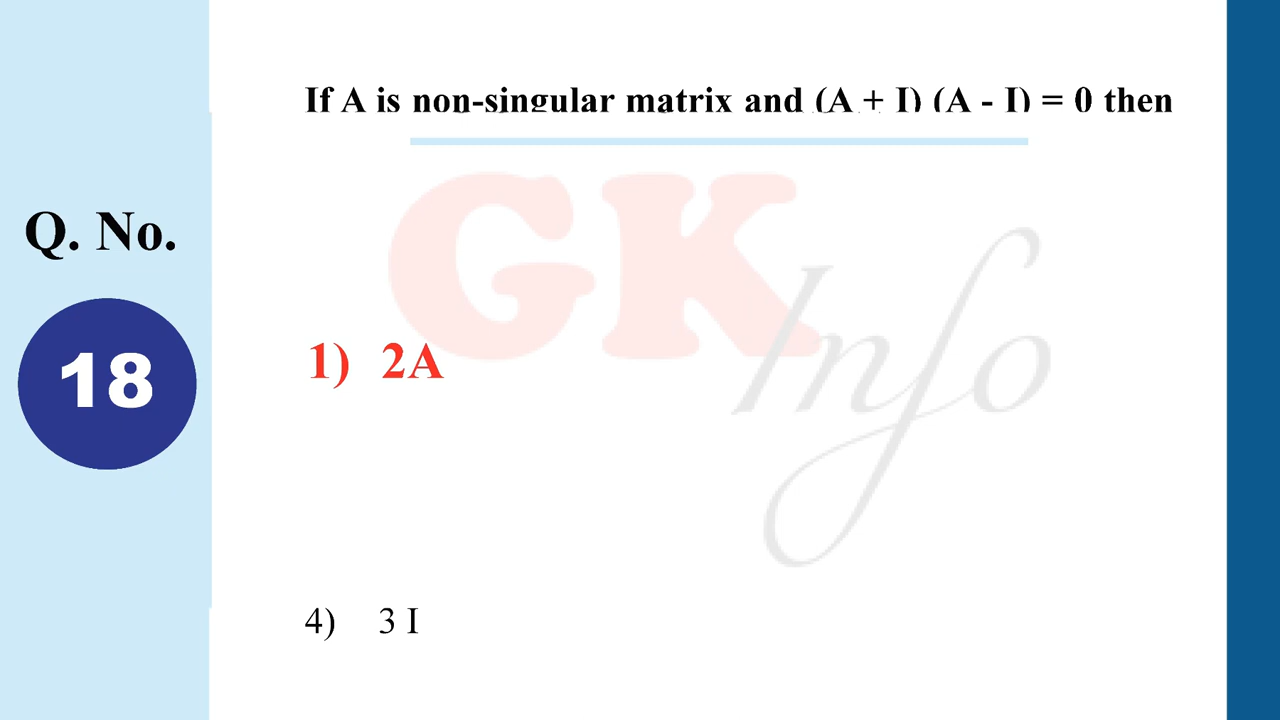 If A is non-singular matrix and (A + I) (A - I) = 0 then
GK
Info
Q. No.
18
1) 2A
4) 3 I